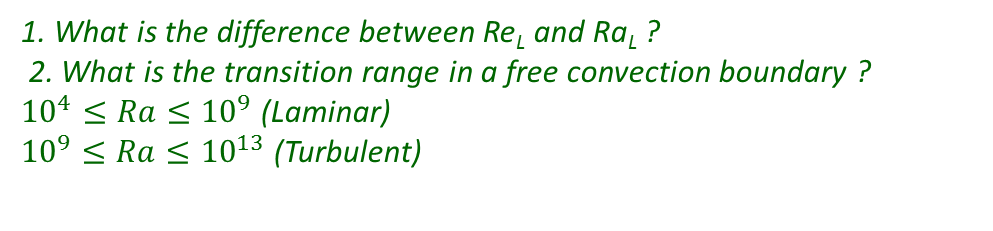 1. What is the difference between Re_L and Ra_L ?
2. What is the transition range in a free convection boundary ?
10⁴ ≤ Ra ≤ 10⁹ (Laminar)
10⁹ ≤ Ra ≤ 10¹³ (Turbulent)